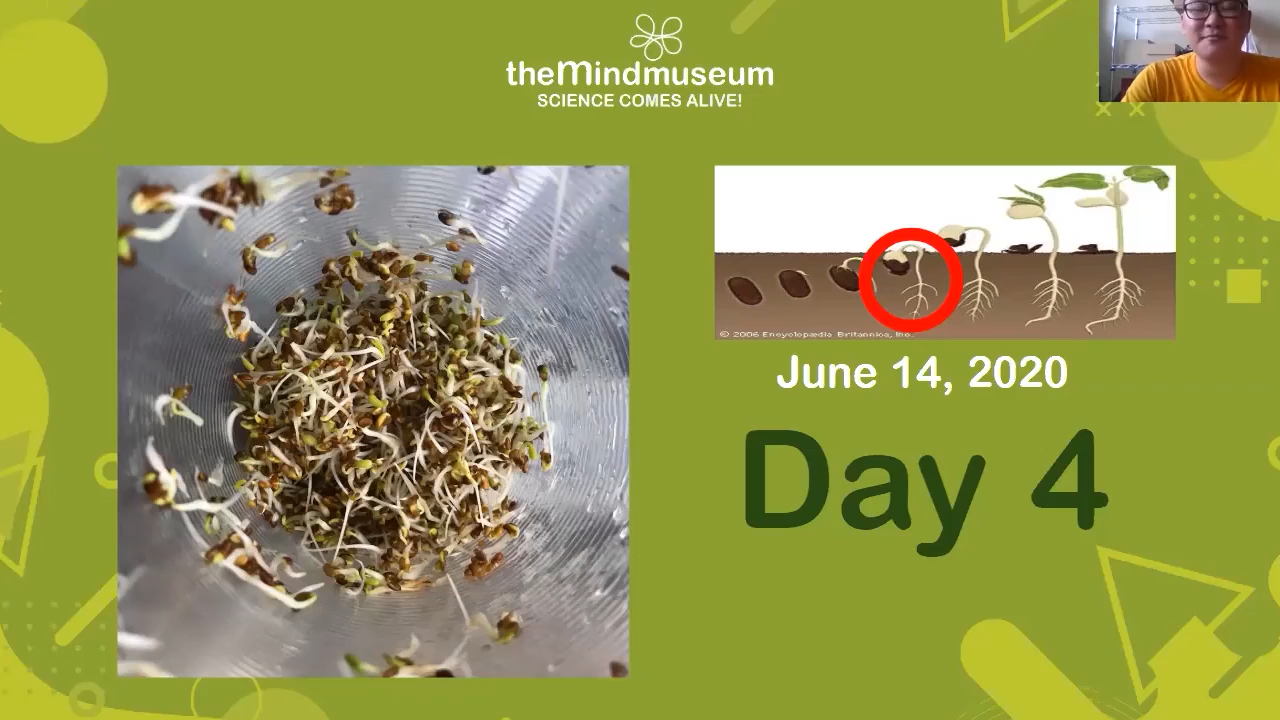 theMindmuseum
SCIENCE COMES ALIVE!
© 2006 Encyclopædia Britannica, Inc.
June 14, 2020
Day 4